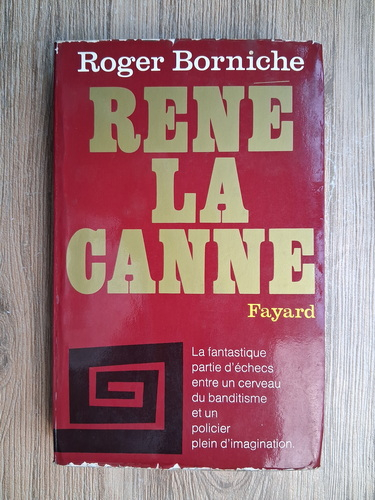 Roger Borniche
RENÉ
LA
CANNE
Fayard
La fantastique
partie d'échecs
entre un cerveau
du banditisme
et un
policier
plein d'imagination.